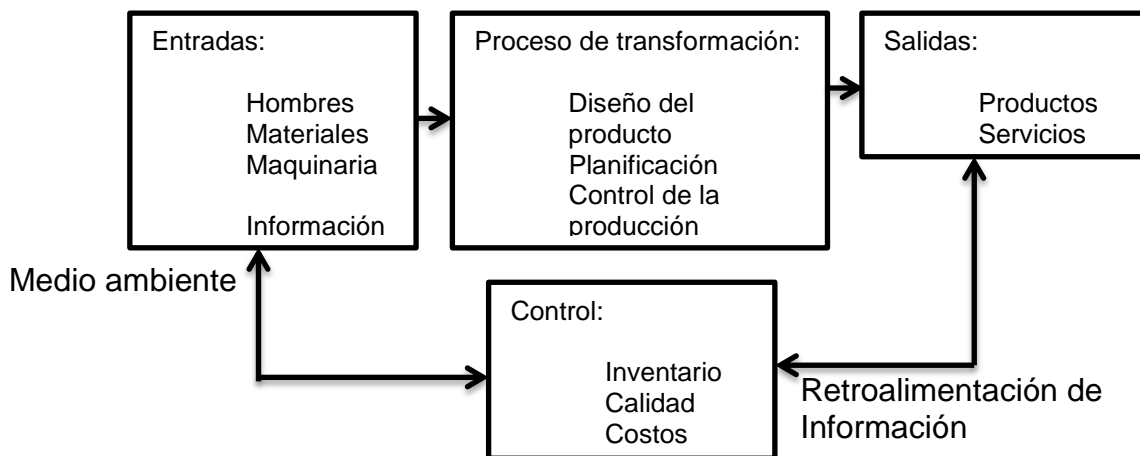 Entradas:
Hombres
Materiales
Maquinaria
Información
Proceso de transformación:
Diseño del
producto
Planificación
Control de la
producción
Salidas:
Productos
Servicios
Medio ambiente
Control:
Inventario
Calidad
Costos
Retroalimentación de
Información